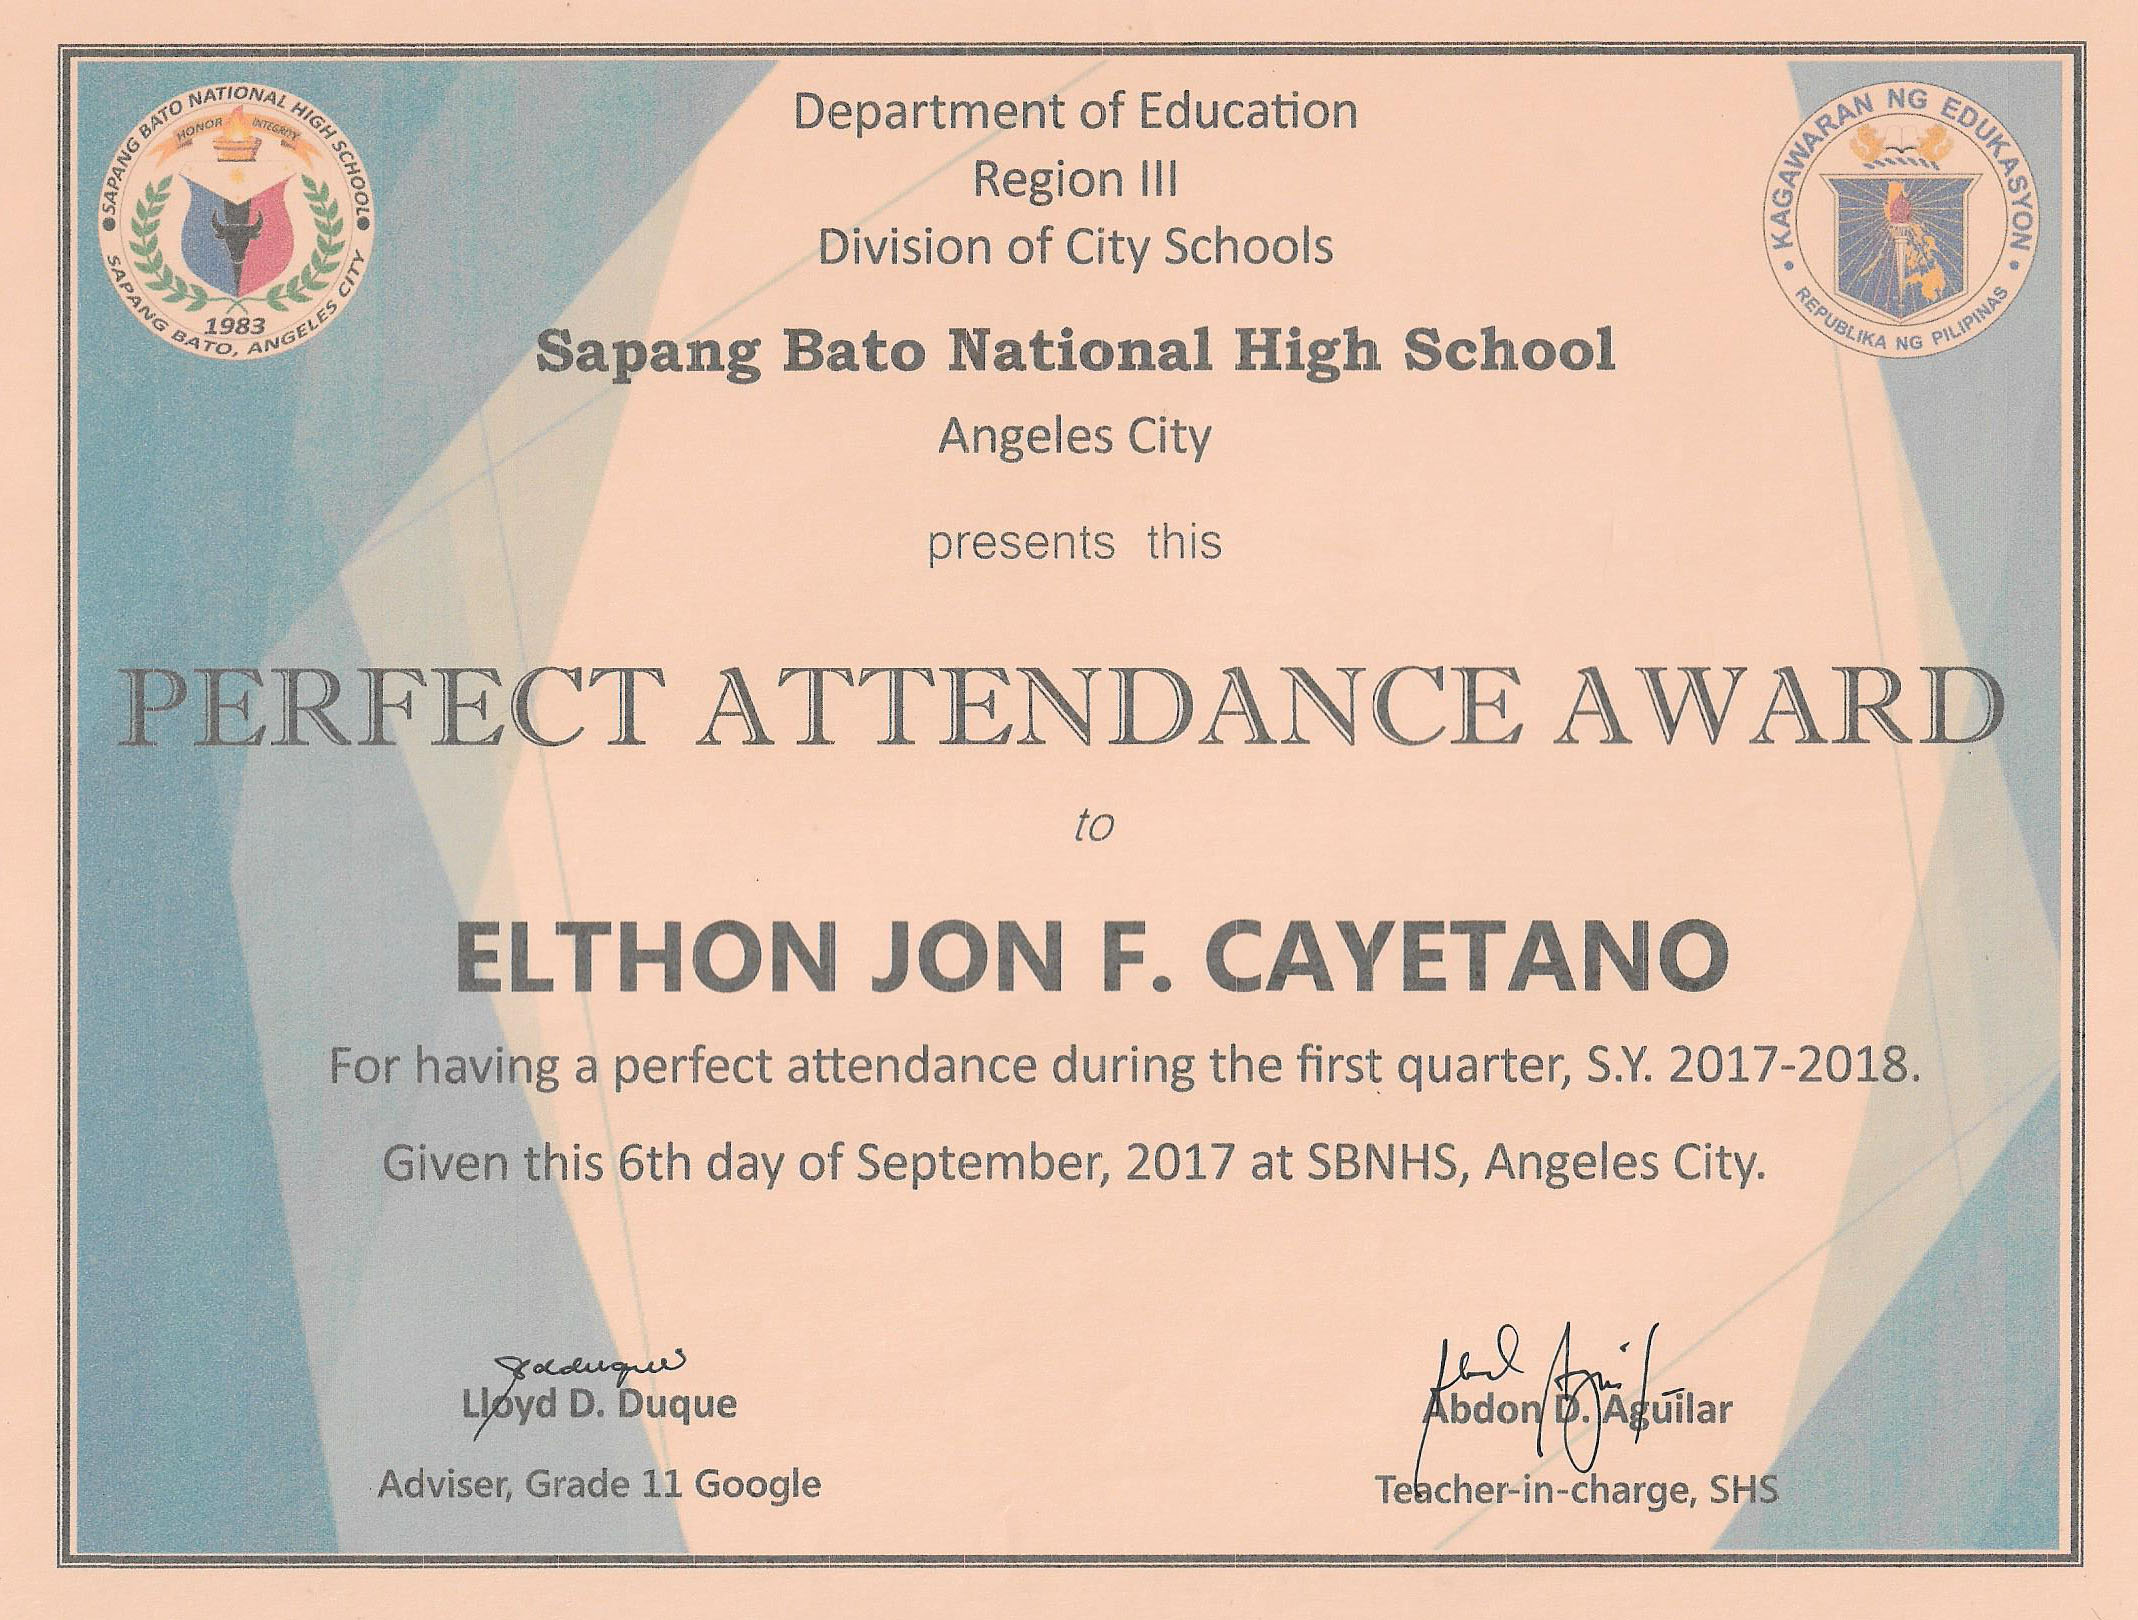 SAPANG BATO NATIONAL HIGH SCHOOL
HONOR INTEGRITY
1983
SAPANG BATO, ANGELES CITY
KAGAWARAN NG EDUKASYON
REPUBLIKA NG PILIPINAS
Department of Education
Region III
Division of City Schools
Sapang Bato National High School
Angeles City
presents this
PERFECT ATTENDANCE AWARD
to
ELTHON JON F. CAYETANO
For having a perfect attendance during the first quarter, S.Y. 2017-2018.
Given this 6th day of September, 2017 at SBNHS, Angeles City.
Lloyd D. Duque
Adviser, Grade 11 Google
Abdon D. Aguilar
Teacher-in-charge, SHS